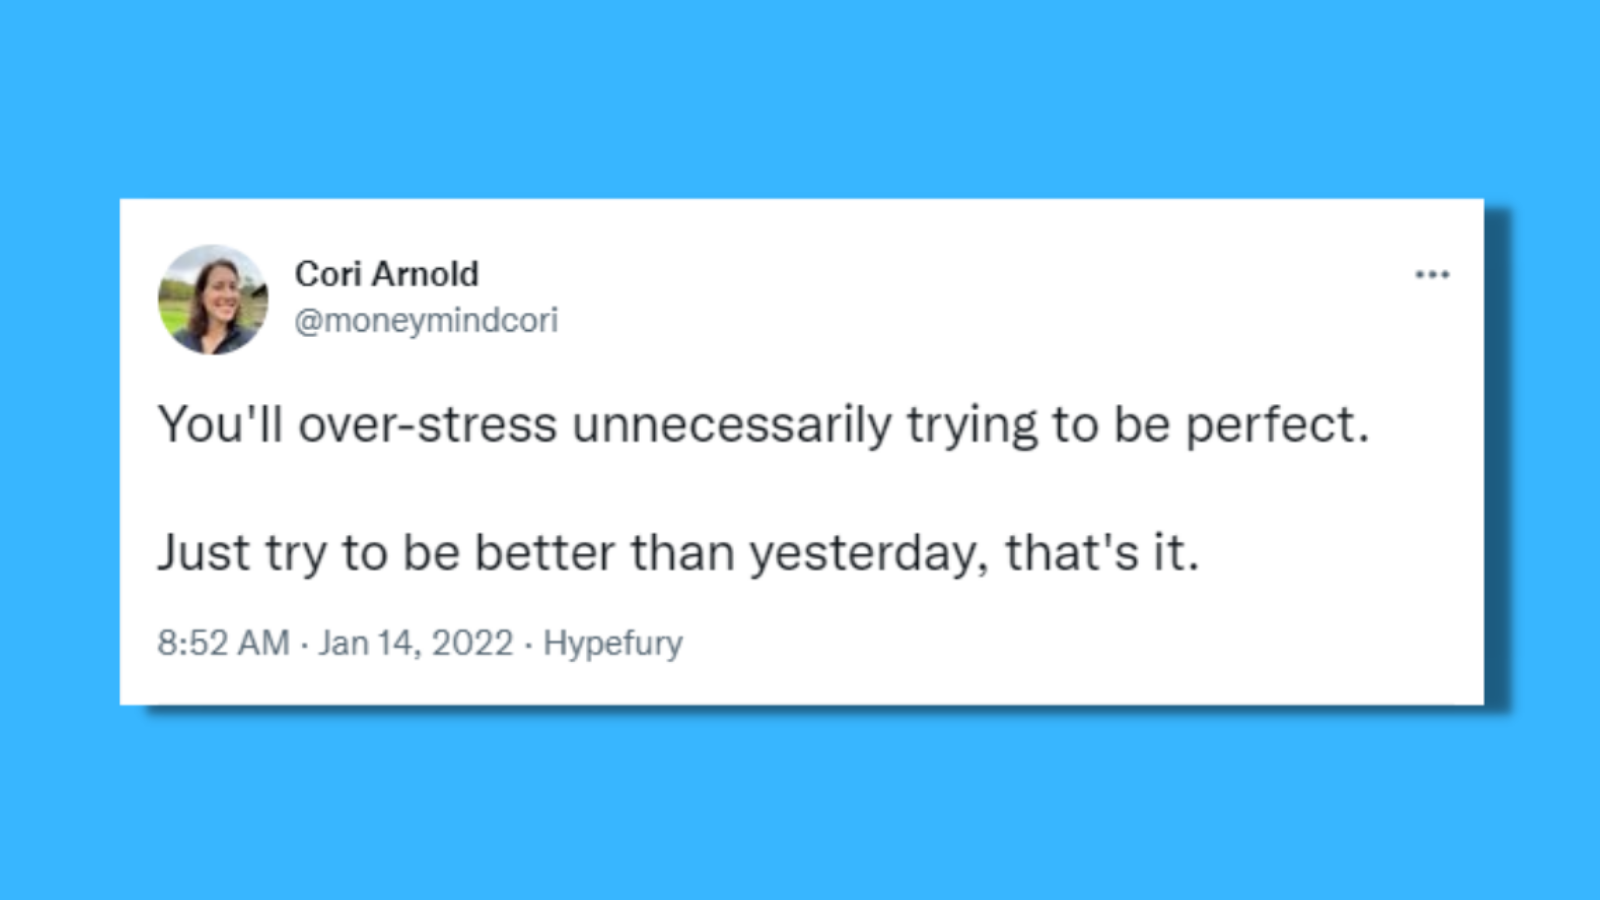 Cori Arnold
@moneymindcori
You'll over-stress unnecessarily trying to be perfect.
Just try to be better than yesterday, that's it.
8:52 AM · Jan 14, 2022 · Hypefury